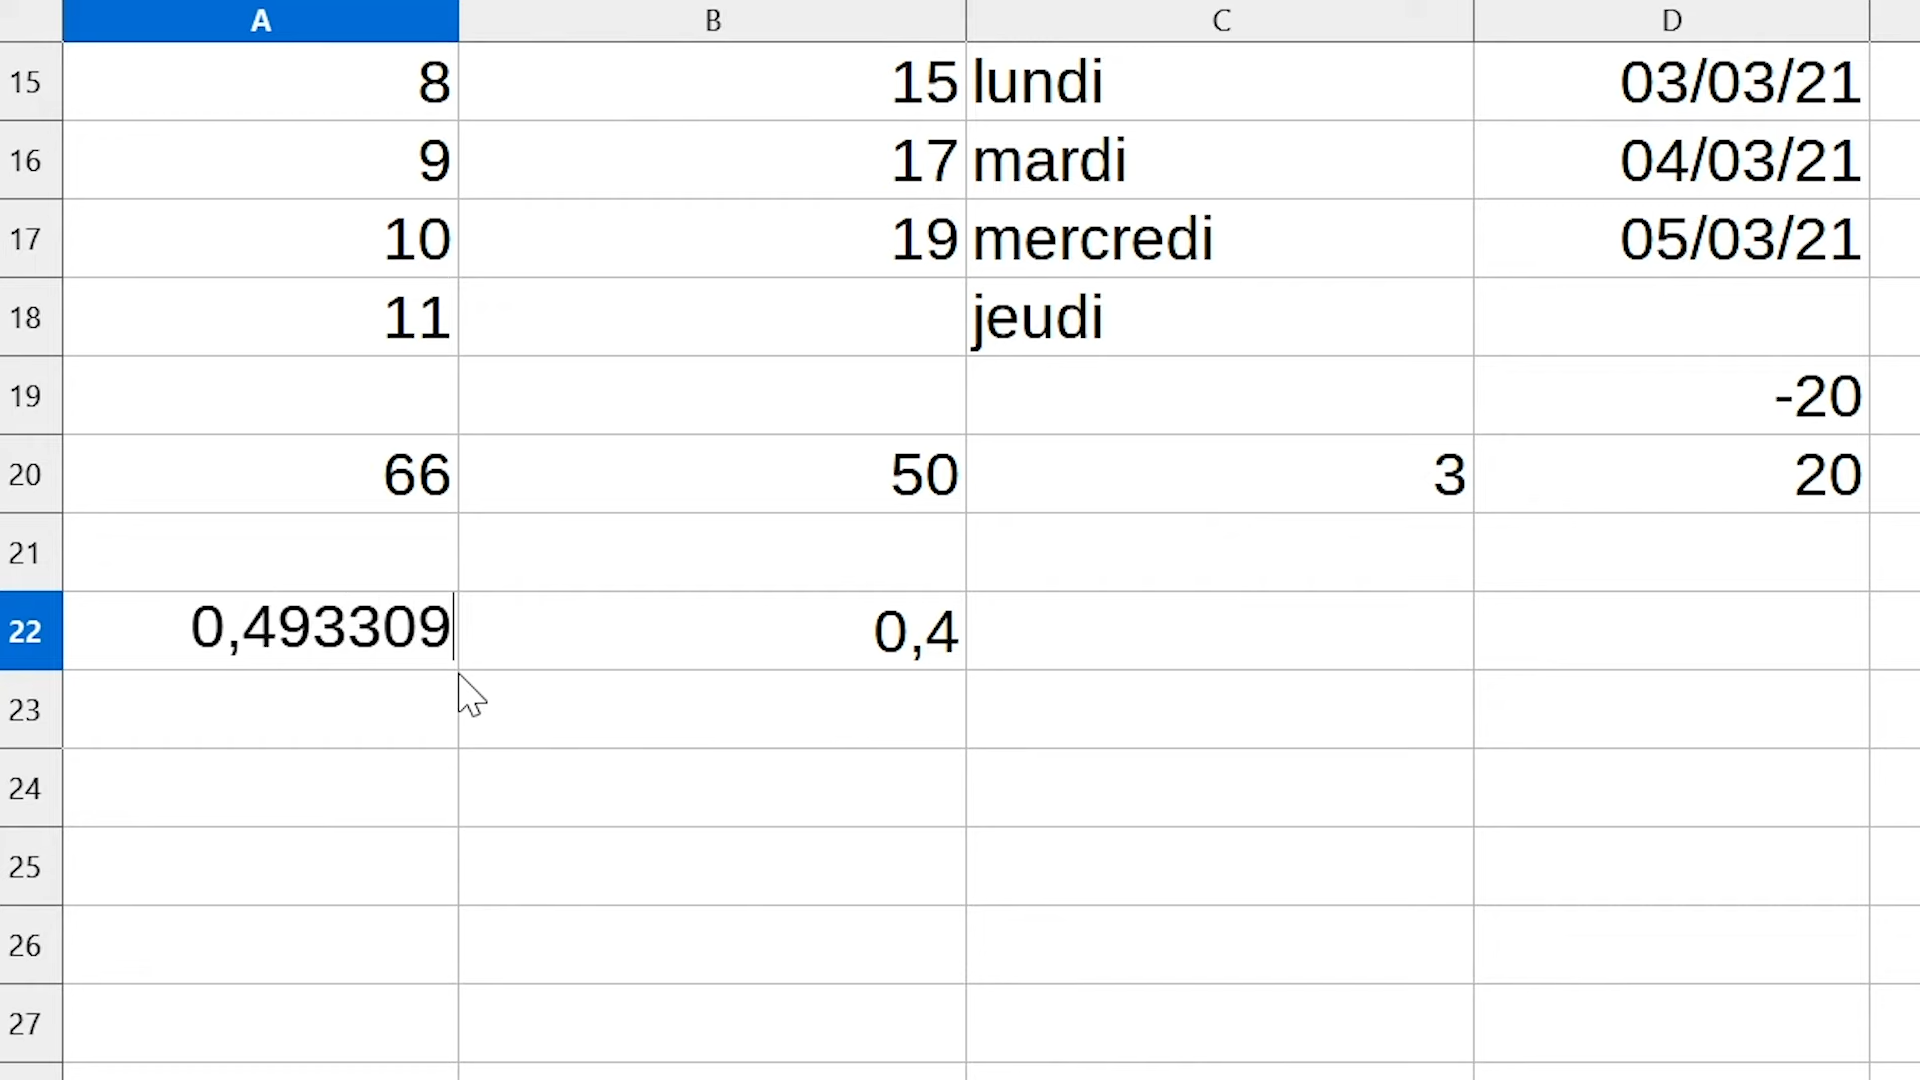 A B C D
15 8 15 lundi 03/03/21
16 9 17 mardi 04/03/21
17 10 19 mercredi 05/03/21
18 11 jeudi
19 -20
20 66 50 3 20
21
22 0,493309 0,4
23
24
25
26
27